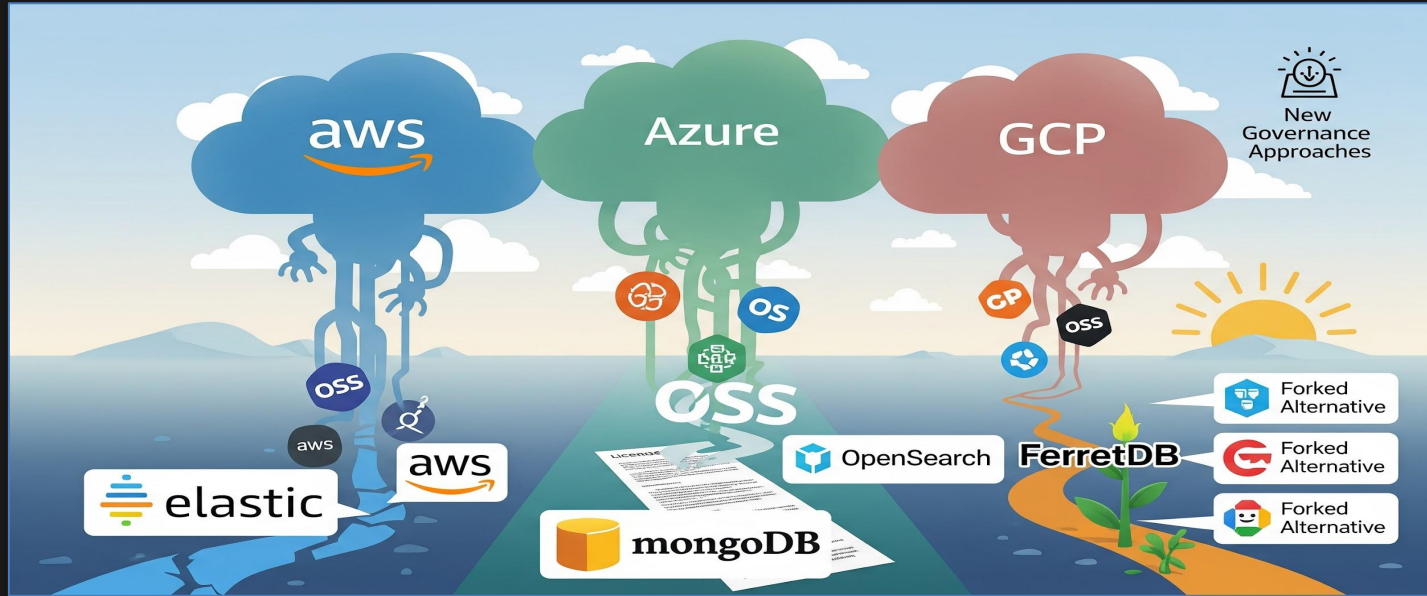 aws
Azure
GCP
New
Governance
Approaches
OS
GP
OSS
OSS
OSS
aws
aws
elastic
License
OpenSearch
FerretDB
mongoDB
Forked
Alternative
Forked
Alternative
Forked
Alternative